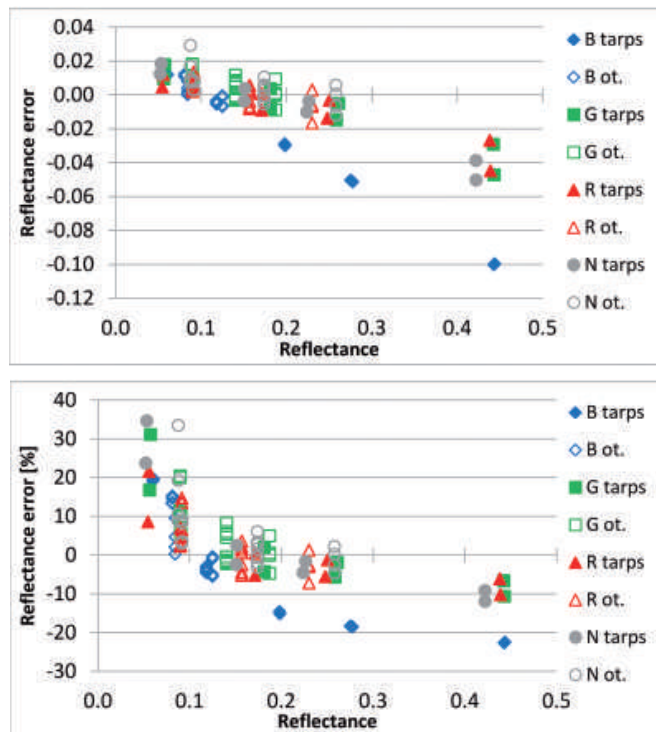 0.04
0.02
0.00
-0.02
-0.04
-0.06
-0.08
-0.10
-0.12
Reflectance error
0.0 0.1 0.2 0.3 0.4 0.5
Reflectance
B tarps
B ot.
G tarps
G ot.
R tarps
R ot.
N tarps
N ot.
40
30
20
10
0
-10
-20
-30
Reflectance error [%]
0.0 0.1 0.2 0.3 0.4 0.5
Reflectance
B tarps
B ot.
G tarps
G ot.
R tarps
R ot.
N tarps
N ot.